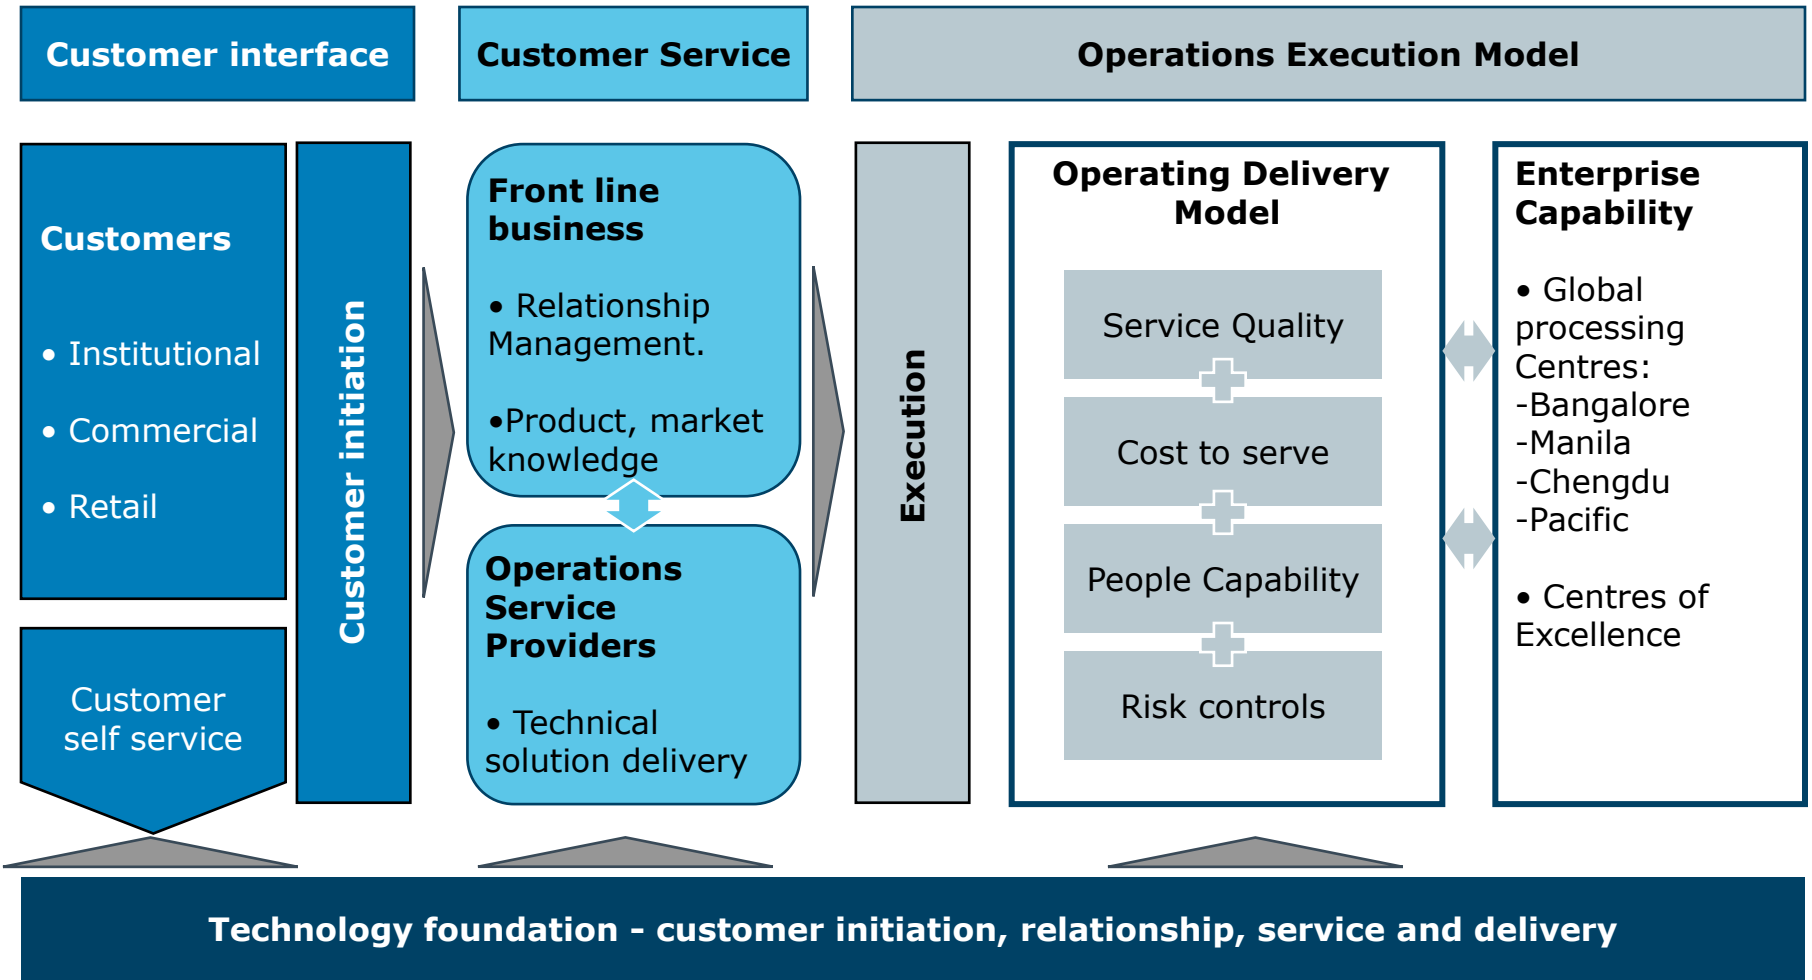 Customer interface
Customer Service
Operations Execution Model
Customers
• Institutional
• Commercial
• Retail
Customer
self service
Customer initiation
Front line
business
• Relationship
Management.
•Product, market
knowledge
Operations
Service
Providers
• Technical
solution delivery
Execution
Operating Delivery
Model
Service Quality
Cost to serve
People Capability
Risk controls
Enterprise
Capability
• Global
processing
Centres:
-Bangalore
-Manila
-Chengdu
-Pacific
• Centres of
Excellence
Technology foundation - customer initiation, relationship, service and delivery